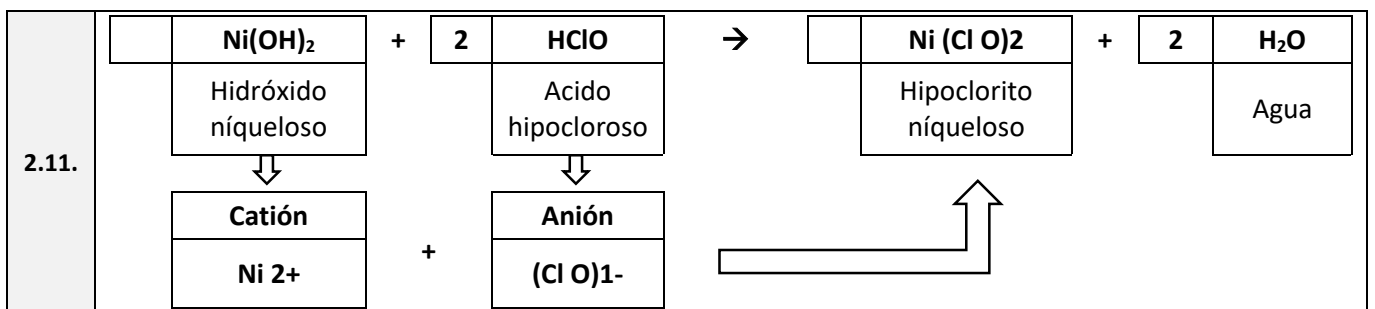 Ni(OH)₂ + 2 HClO → Ni (Cl O)2 + 2 H₂O
Hidróxido níqueloso
Acido hipocloroso
Hipoclorito níqueloso
Agua
2.11.
Catión + Anión
Ni 2+
(Cl O)1-